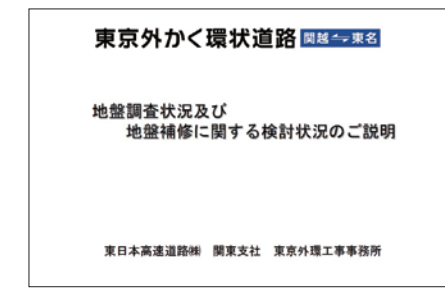 東京外かく環状道路 関越⇋東名
地盤調査状況及び
地盤補修に関する検討状況のご説明
東日本高速道路㈱ 関東支社 東京外環工事事務所